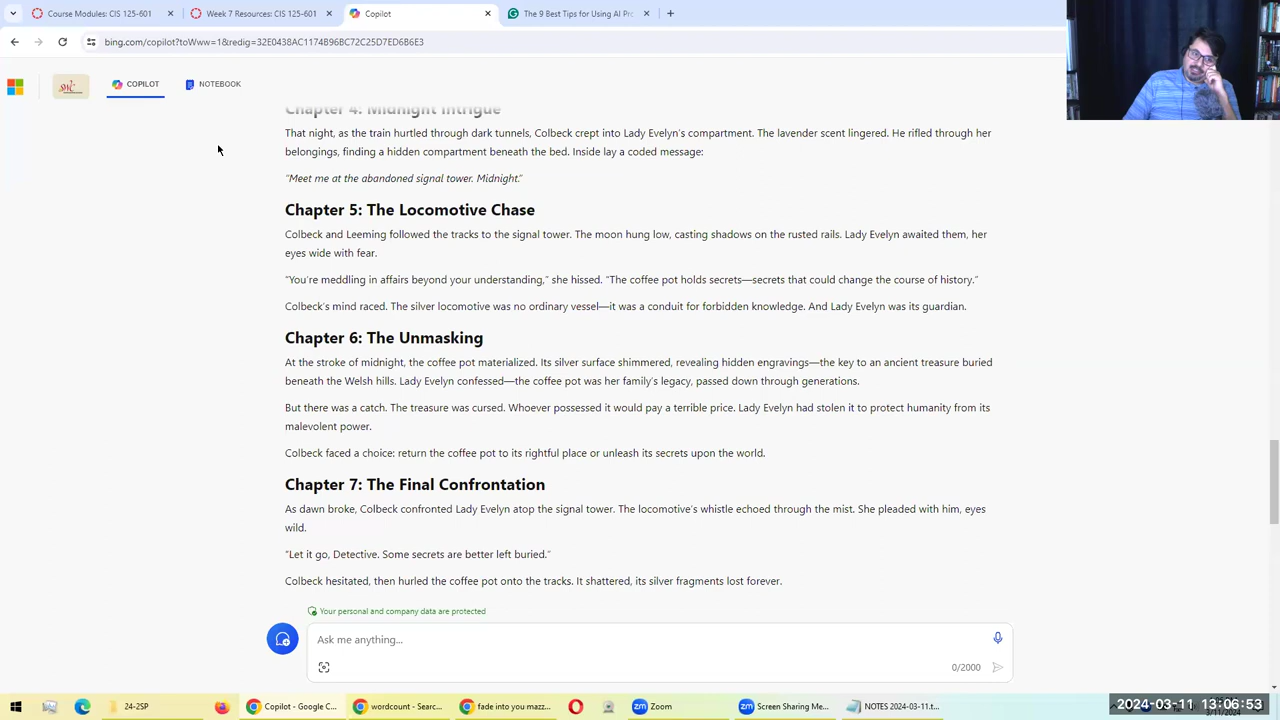 Course Modules: CIS 125-601
Week 7 Resources: CIS 125-601
Copilot
The 9 Best Tips for Using AI Pro
bing.com/copilot?toWww=1&redig=32E0438AC1174B96BC72C25D7ED6B6E3
COPILOT
NOTEBOOK
Chapter 4: Midnight Intrigue
That night, as the train hurtled through dark tunnels, Colbeck crept into Lady Evelyn's compartment. The lavender scent lingered. He rifled through her
belongings, finding a hidden compartment beneath the bed. Inside lay a coded message:
"Meet me at the abandoned signal tower. Midnight."
Chapter 5: The Locomotive Chase
Colbeck and Leeming followed the tracks to the signal tower. The moon hung low, casting shadows on the rusted rails. Lady Evelyn awaited them, her
eyes wide with fear.
"You're meddling in affairs beyond your understanding," she hissed. "The coffee pot holds secrets—secrets that could change the course of history."
Colbeck's mind raced. The silver locomotive was no ordinary vessel—it was a conduit for forbidden knowledge. And Lady Evelyn was its guardian.
Chapter 6: The Unmasking
At the stroke of midnight, the coffee pot materialized. Its silver surface shimmered, revealing hidden engravings—the key to an ancient treasure buried
beneath the Welsh hills. Lady Evelyn confessed—the coffee pot was her family's legacy, passed down through generations.
But there was a catch. The treasure was cursed. Whoever possessed it would pay a terrible price. Lady Evelyn had stolen it to protect humanity from its
malevolent power.
Colbeck faced a choice: return the coffee pot to its rightful place or unleash its secrets upon the world.
Chapter 7: The Final Confrontation
As dawn broke, Colbeck confronted Lady Evelyn atop the signal tower. The locomotive's whistle echoed through the mist. She pleaded with him, eyes
wild.
"Let it go, Detective. Some secrets are better left buried."
Colbeck hesitated, then hurled the coffee pot onto the tracks. It shattered, its silver fragments lost forever.
Your personal and company data are protected
Ask me anything...
0/2000
24-2SP
Copilot - Google C...
wordcount - Searc...
fade into you mazz...
Zoom
Screen Sharing Me...
NOTES 2024-03-11.t...
2024-03-11 13:06:53